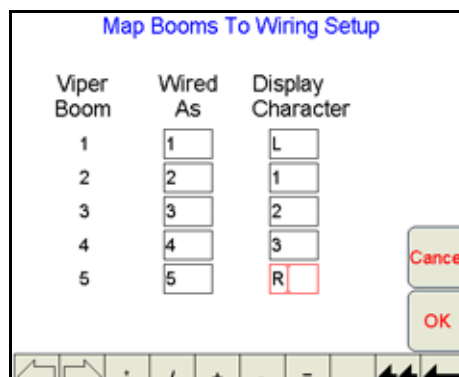 Map Booms To Wiring Setup
Viper Boom Wired As Display Character
1 1 L
2 2 1
3 3 2
4 4 3
5 5 R
Cance
OK